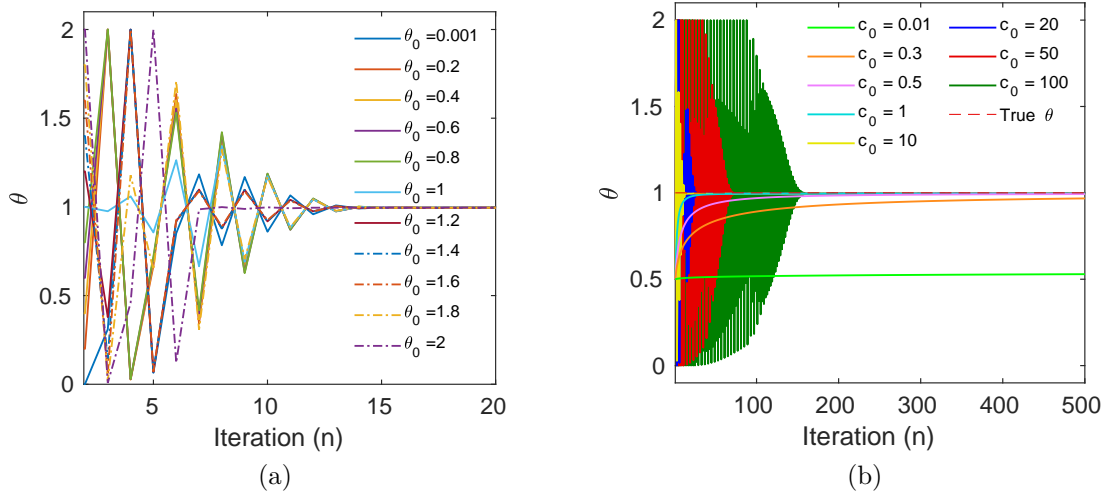 2
1.5
1
0.5
0
θ
5
10
15
20
Iteration (n)
θ0 =0.001
θ0 =0.2
θ0 =0.4
θ0 =0.6
θ0 =0.8
θ0 =1
θ0 =1.2
θ0 =1.4
θ0 =1.6
θ0 =1.8
θ0 =2
(a)
2
1.5
1
0.5
0
θ
100
200
300
400
500
Iteration (n)
c0 = 0.01
c0 = 0.3
c0 = 0.5
c0 = 1
c0 = 10
c0 = 20
c0 = 50
c0 = 100
True θ
(b)